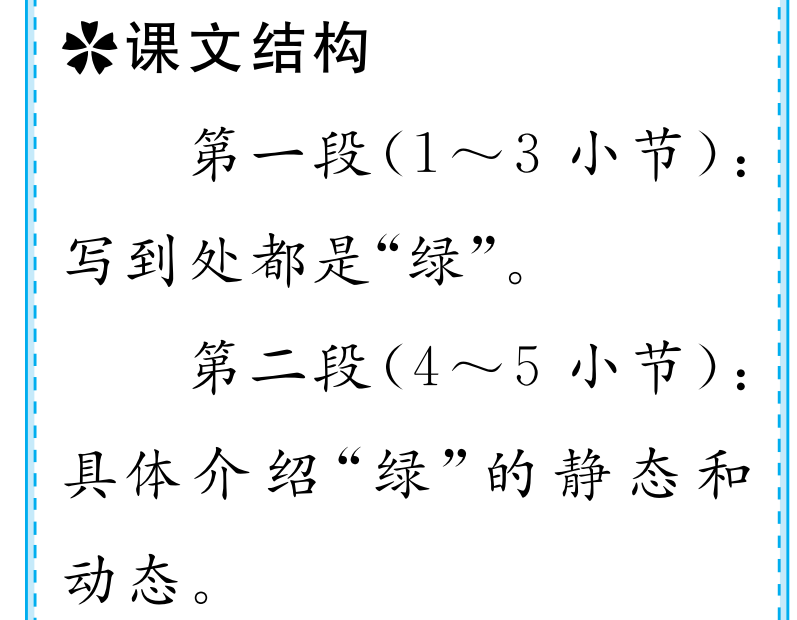 课文结构
第一段(1～3 小节)：
写到处都是“绿”。
第二段(4～5 小节)：
具体介绍“绿”的静态和
动态。